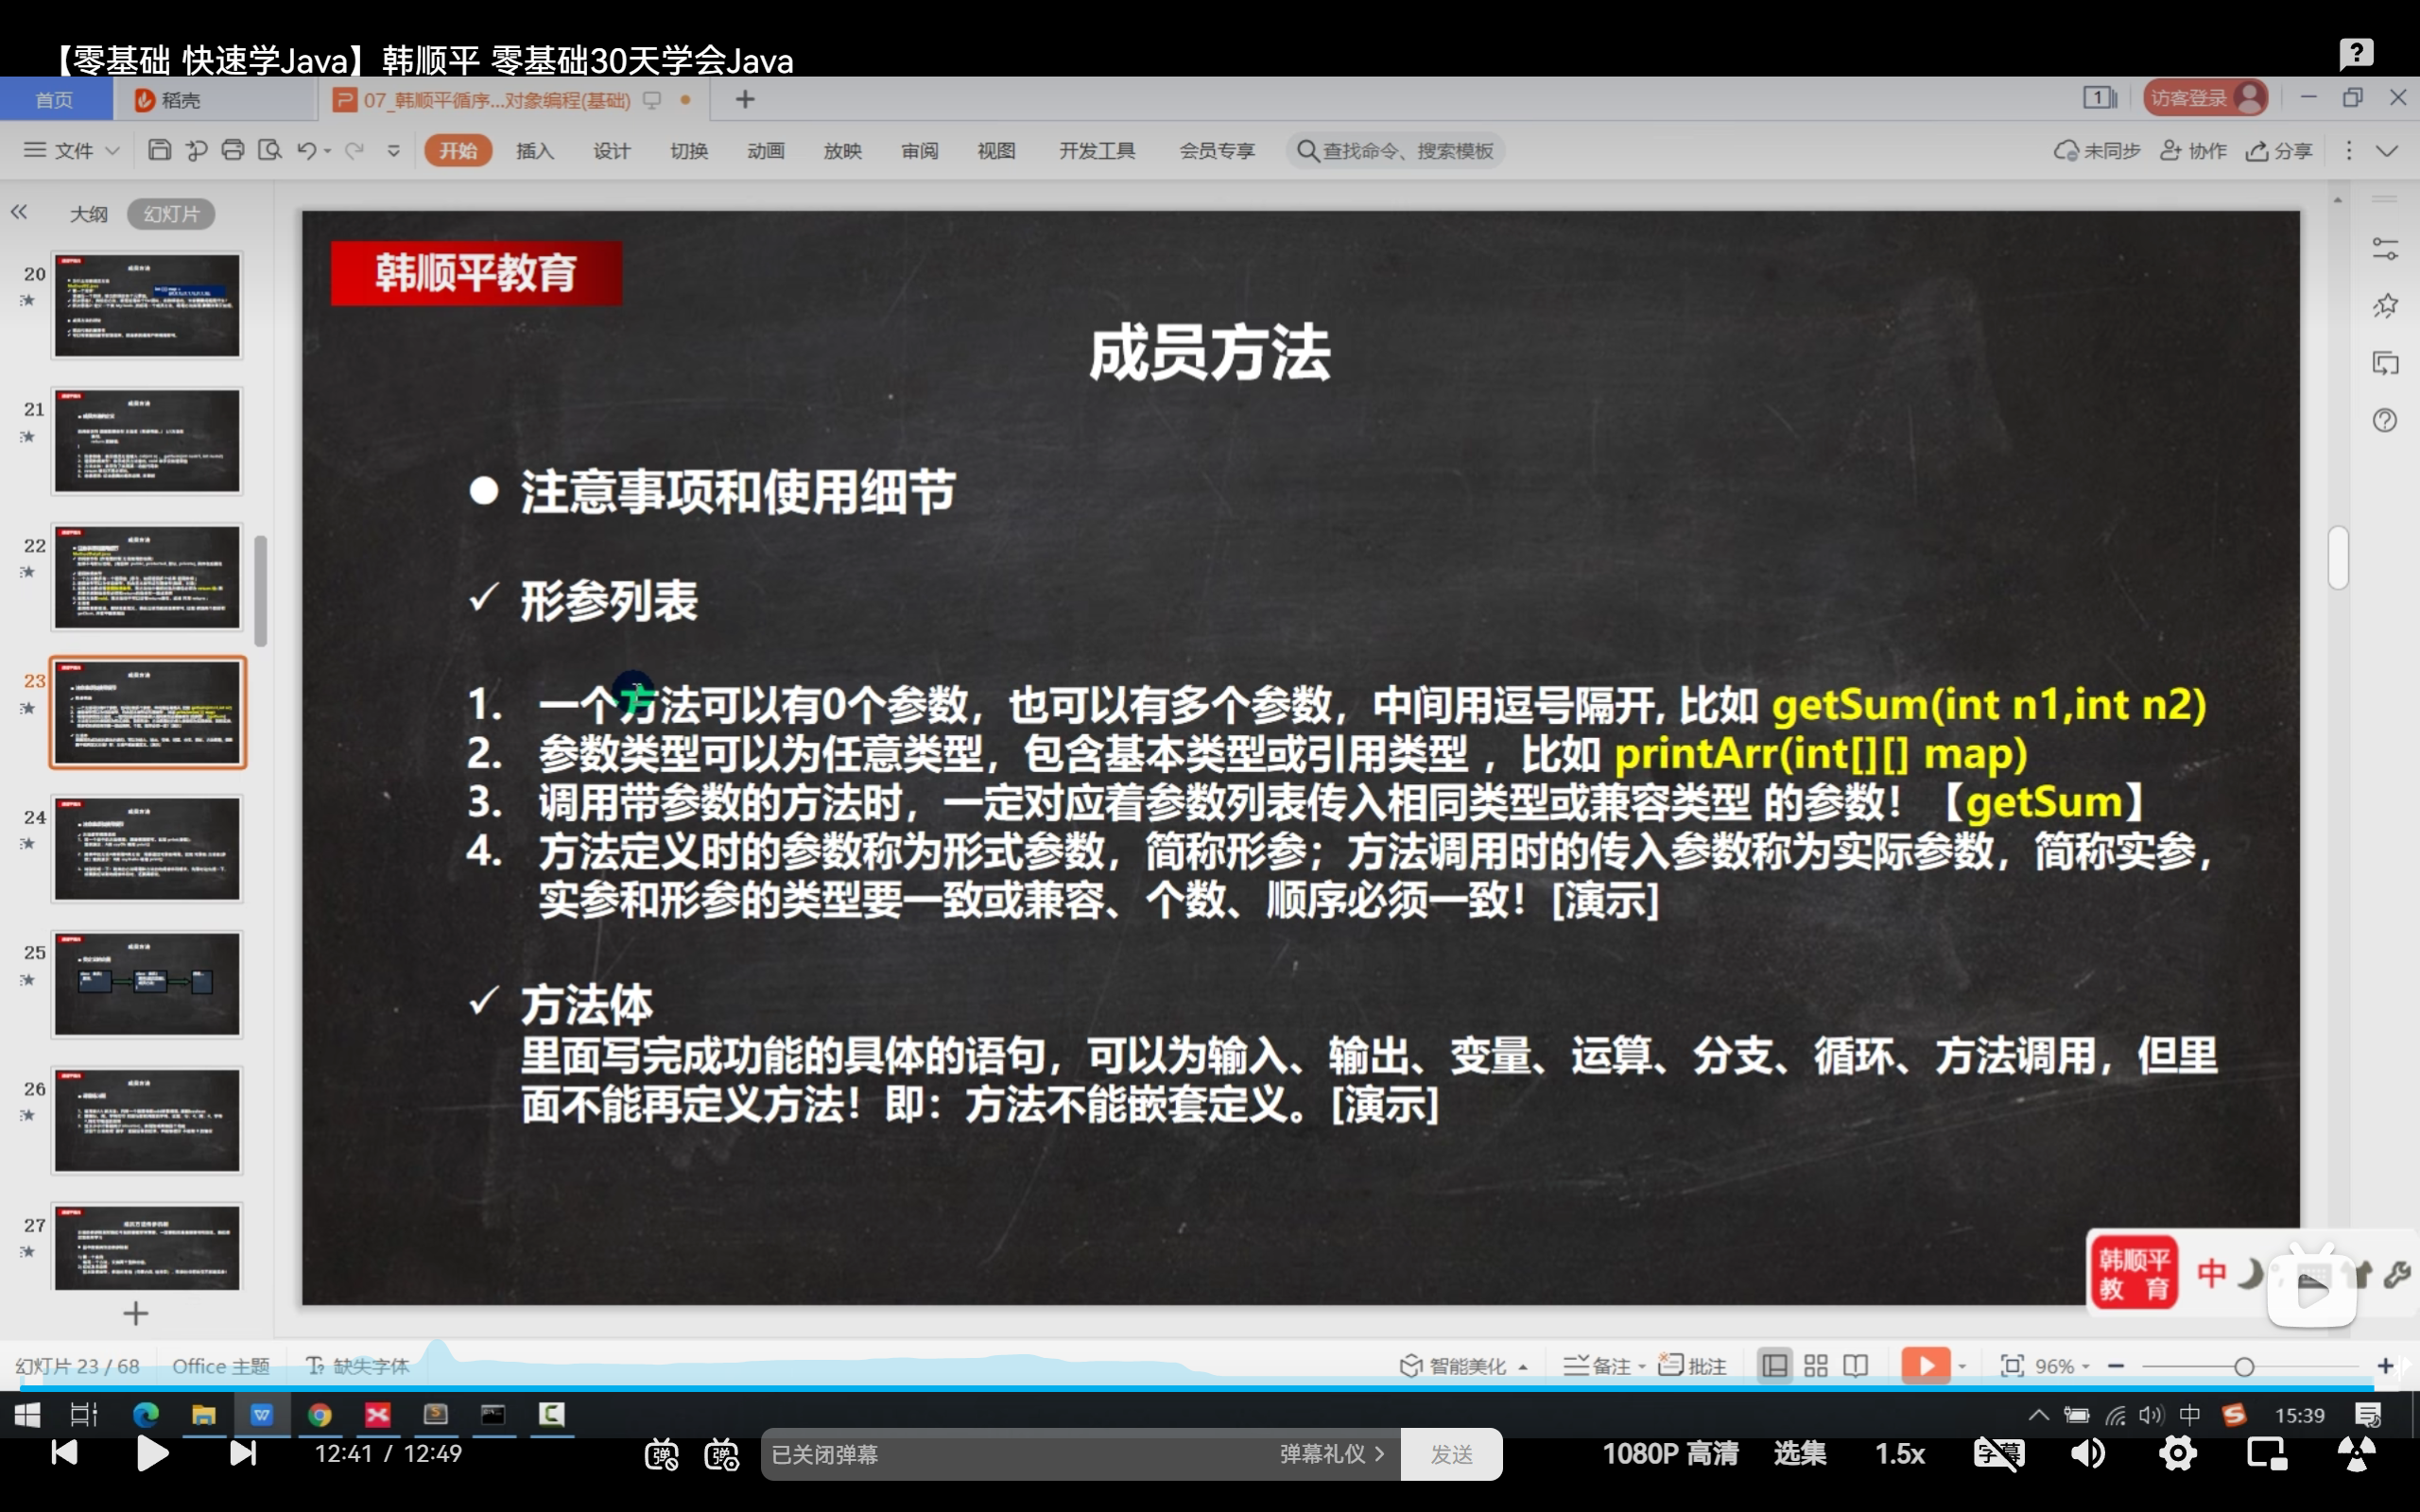 【零基础 快速学Java】韩顺平 零基础30天学会Java
首页
稻壳
07_韩顺平循序...对象编程(基础)
1
访客登录
文件
开始
插入
设计
切换
动画
放映
审阅
视图
开发工具
会员专享
查找命令、搜索模板
未同步
协作
分享
大纲
幻灯片
20
21
22
23
24
25
26
27
韩顺平教育
成员方法
● 注意事项和使用细节
✓ 形参列表
1. 一个方法可以有0个参数，也可以有多个参数，中间用逗号隔开, 比如 getSum(int n1,int n2)
2. 参数类型可以为任意类型，包含基本类型或引用类型 ，比如 printArr(int[][] map)
3. 调用带参数的方法时，一定对应着参数列表传入相同类型或兼容类型 的参数！【getSum】
4. 方法定义时的参数称为形式参数，简称形参；方法调用时的传入参数称为实际参数，简称实参，
实参和形参的类型要一致或兼容、个数、顺序必须一致！[演示]
✓ 方法体
里面写完成功能的具体的语句，可以为输入、输出、变量、运算、分支、循环、方法调用，但里
面不能再定义方法！即：方法不能嵌套定义。[演示]
韩顺平
教 育
中
幻灯片 23 / 68
Office 主题
缺失字体
智能美化
备注
批注
96%
中
15:39
12:41 / 12:49
弹
弹
已关闭弹幕
弹幕礼仪 >
发送
1080P 高清
选集
1.5x
字幕